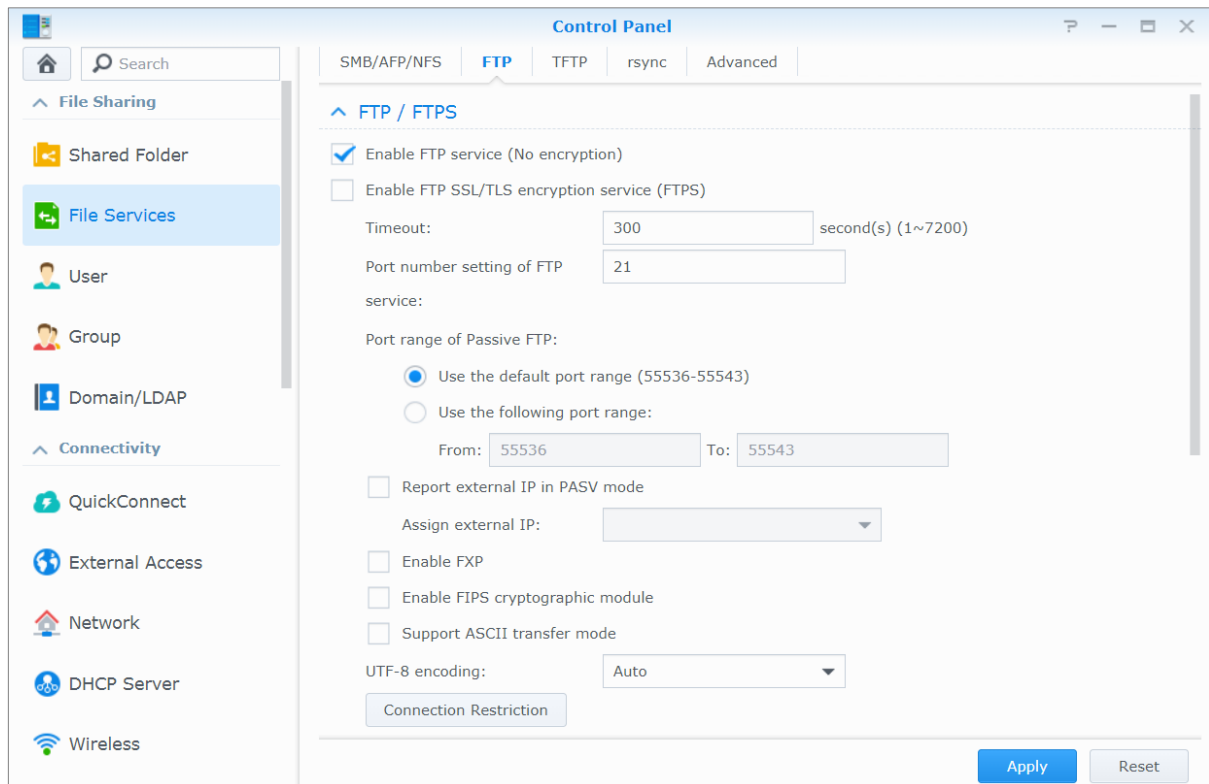 Control Panel
Search
SMB/AFP/NFS FTP TFTP rsync Advanced
File Sharing
Shared Folder
File Services
User
Group
Domain/LDAP
Connectivity
QuickConnect
External Access
Network
DHCP Server
Wireless
FTP / FTPS
Enable FTP service (No encryption)
Enable FTP SSL/TLS encryption service (FTPS)
Timeout: 300 second(s) (1~7200)
Port number setting of FTP 21
service:
Port range of Passive FTP:
Use the default port range (55536-55543)
Use the following port range:
From: 55536 To: 55543
Report external IP in PASV mode
Assign external IP:
Enable FXP
Enable FIPS cryptographic module
Support ASCII transfer mode
UTF-8 encoding: Auto
Connection Restriction
Apply Reset